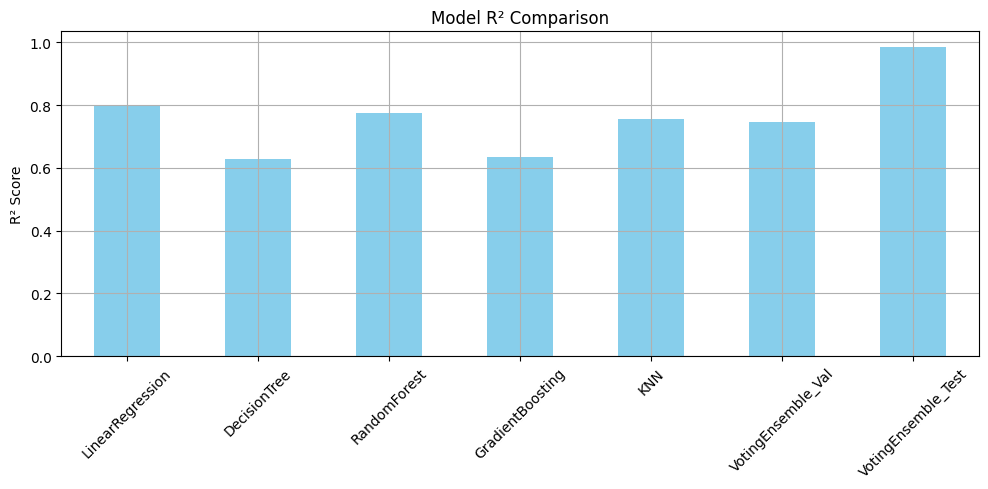 Model R² Comparison
R² Score
1.0
0.8
0.6
0.4
0.2
0.0
LinearRegression
DecisionTree
RandomForest
GradientBoosting
KNN
VotingEnsemble_Val
VotingEnsemble_Test